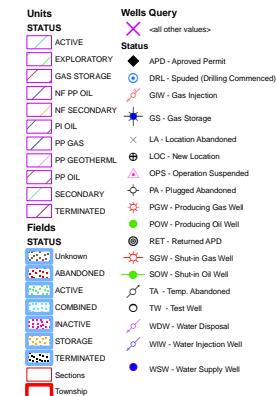 Units
STATUS
ACTIVE
EXPLORATORY
GAS STORAGE
NF PP OIL
NF SECONDARY
PI OIL
PP GAS
PP GEOTHERML
PP OIL
SECONDARY
TERMINATED
Fields
STATUS
Unknown
ABANDONED
ACTIVE
COMBINED
INACTIVE
STORAGE
TERMINATED
Sections
Township
Wells Query
<all other values>
Status
APD - Aproved Permit
DRL - Spuded (Drilling Commenced)
GIW - Gas Injection
GS - Gas Storage
LA - Location Abandoned
LOC - New Location
OPS - Operation Suspended
PA - Plugged Abandoned
PGW - Producing Gas Well
POW - Producing Oil Well
RET - Returned APD
SGW - Shut-in Gas Well
SOW - Shut-in Oil Well
TA - Temp. Abandoned
TW - Test Well
WDW - Water Disposal
WIW - Water Injection Well
WSW - Water Supply Well